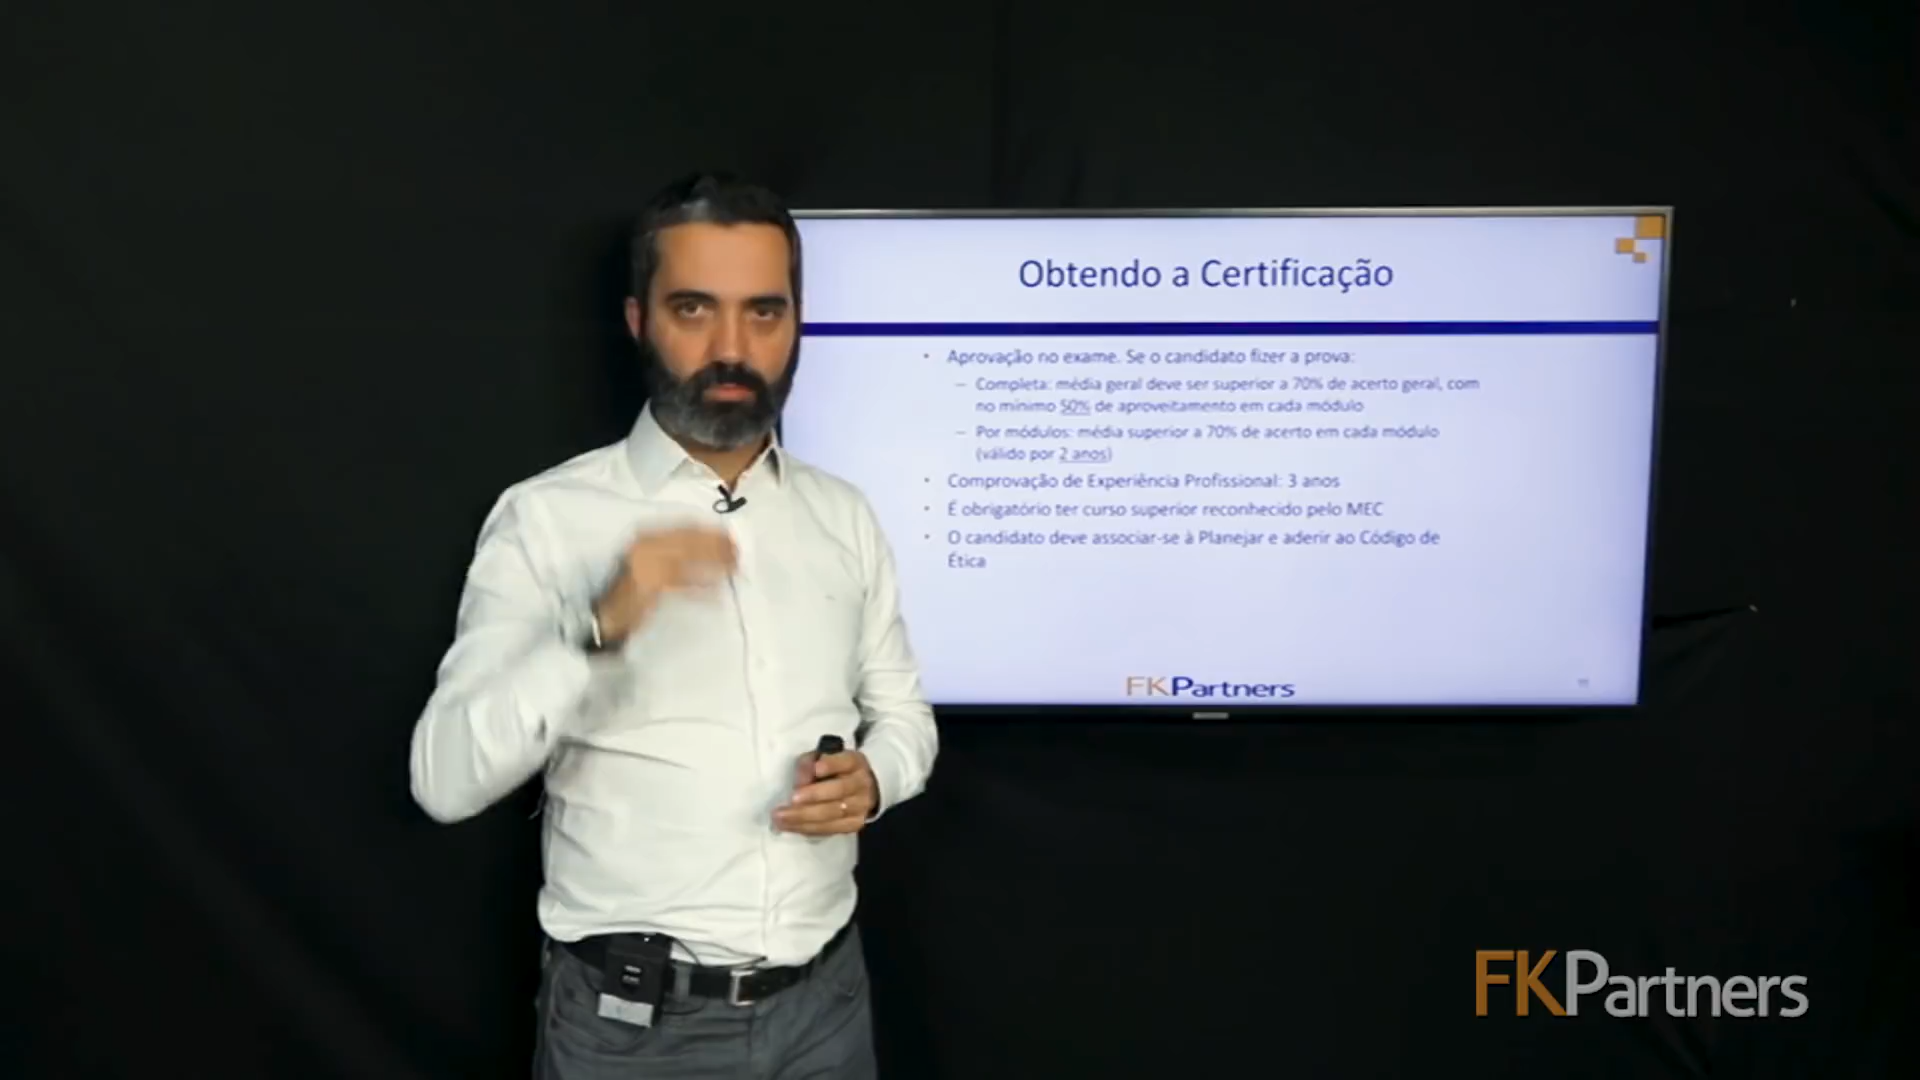 Obtendo a Certificação
• Aprovação no exame. Se o candidato fizer a prova:
– Completa: média geral deve ser superior a 70% de acerto geral, com
no mínimo 50% de aproveitamento em cada módulo
– Por módulos: média superior a 70% de acerto em cada módulo
(válido por 2 anos)
• Comprovação de Experiência Profissional: 3 anos
• É obrigatório ter curso superior reconhecido pelo MEC
• O candidato deve associar-se à Planejar e aderir ao Código de
Ética
FKPartners
FKPartners